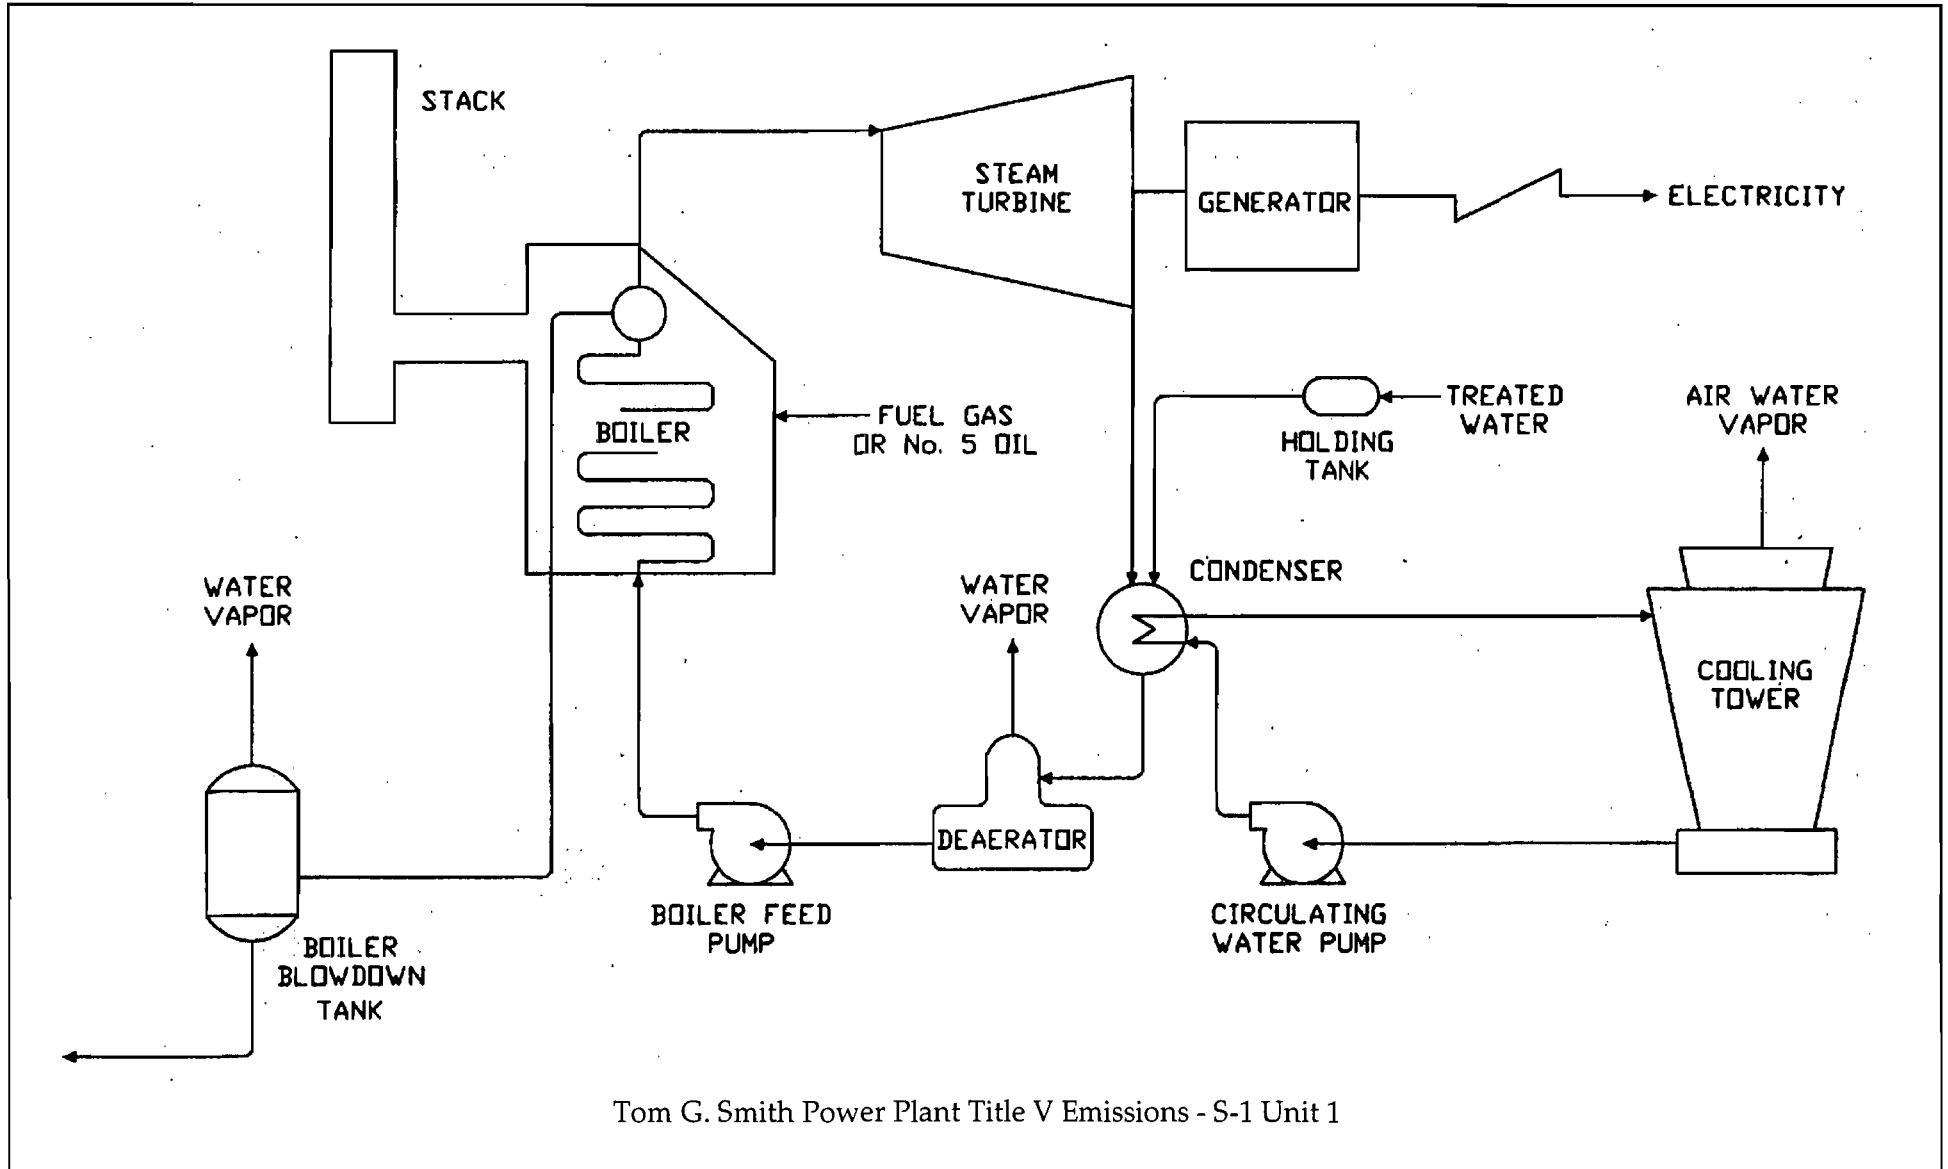 STACK
STEAM
TURBINE
GENERATOR
ELECTRICITY
BOILER
FUEL GAS
OR No. 5 OIL
TREATED
WATER
HOLDING
TANK
AIR WATER
VAPOR
CONDENSER
WATER
VAPOR
WATER
VAPOR
COOLING
TOWER
DEAERATOR
BOILER FEED
PUMP
CIRCULATING
WATER PUMP
BOILER
BLOWDOWN
TANK
Tom G. Smith Power Plant Title V Emissions - S-1 Unit 1